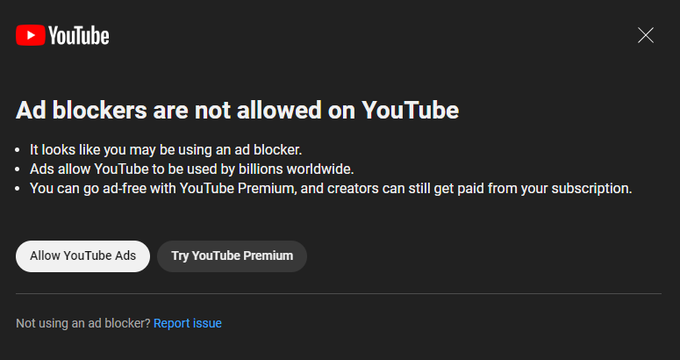 YouTube
Ad blockers are not allowed on YouTube
• It looks like you may be using an ad blocker.
• Ads allow YouTube to be used by billions worldwide.
• You can go ad-free with YouTube Premium, and creators can still get paid from your subscription.
Allow YouTube Ads Try YouTube Premium
Not using an ad blocker? Report issue